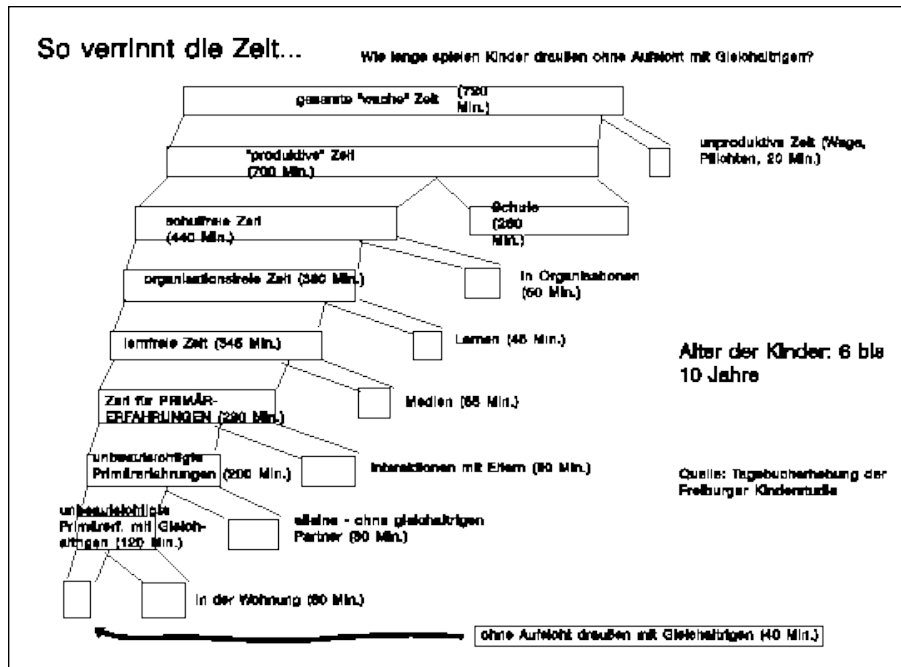 So verrinnt die Zeit...
Wie lange spielen Kinder draußen ohne Aufsicht mit Gleichaltrigen?
gesamte "wache" Zeit (720
Min.)
unproduktive Zeit (Wege,
Pflichten, 20 Min.)
"produktive" Zeit
(700 Min.)
schulfreie Zeit
(440 Min.)
Schule
(260
Min.)
organisationsfreie Zeit (390 Min.)
in Organisationen
(50 Min.)
lernfreie Zeit (345 Min.)
Lernen (45 Min.)
Alter der Kinder: 6 bis
10 Jahre
Zeit für PRIMÄR-
ERFAHRUNGEN (290 Min.)
Medien (55 Min.)
unbeaufsichtigte
Primärerfahrungen (200 Min.)
Interaktionen mit Eltern (90 Min.)
Quelle: Tagebucherhebung der
Freiburger Kinderstudie
unbeaufsichtigte
Primärerf. mit Gleich-
altrigen (120 Min.)
alleine - ohne gleichaltrigen
Partner (80 Min.)
in der Wohnung (80 Min.)
ohne Aufsicht draußen mit Gleichaltrigen (40 Min.)